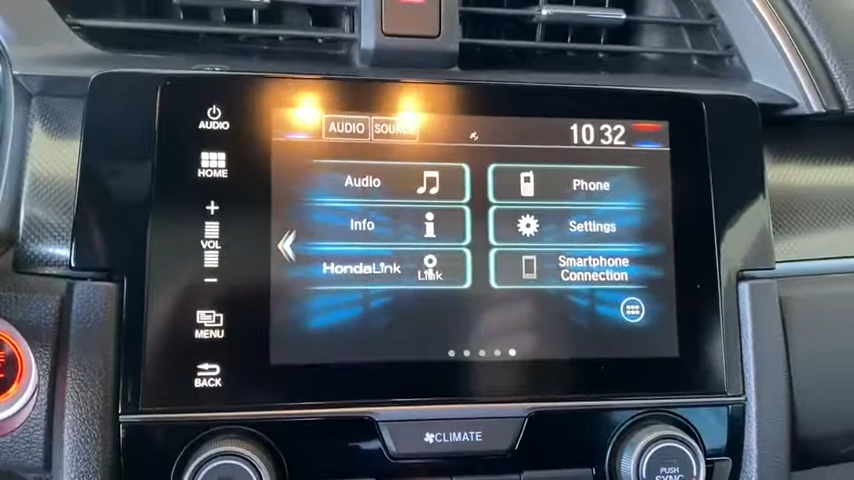 AUDIO
HOME
+
VOL
−
MENU
BACK
AUDIO SOURCE
10 32
Audio Phone
Info Settings
HondaLink Link Smartphone
Connection
CLIMATE
PUSH
SYNC